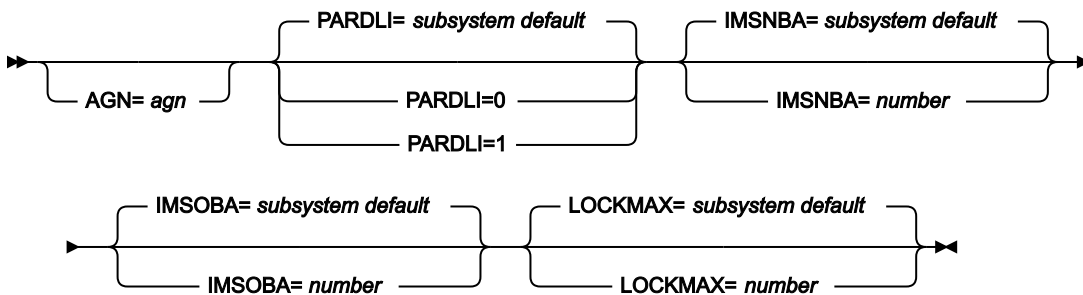 PARDLI= subsystem default
IMSNBA= subsystem default
AGN= agn
PARDLI=0
IMSNBA= number
PARDLI=1
IMSOBA= subsystem default
LOCKMAX= subsystem default
IMSOBA= number
LOCKMAX= number